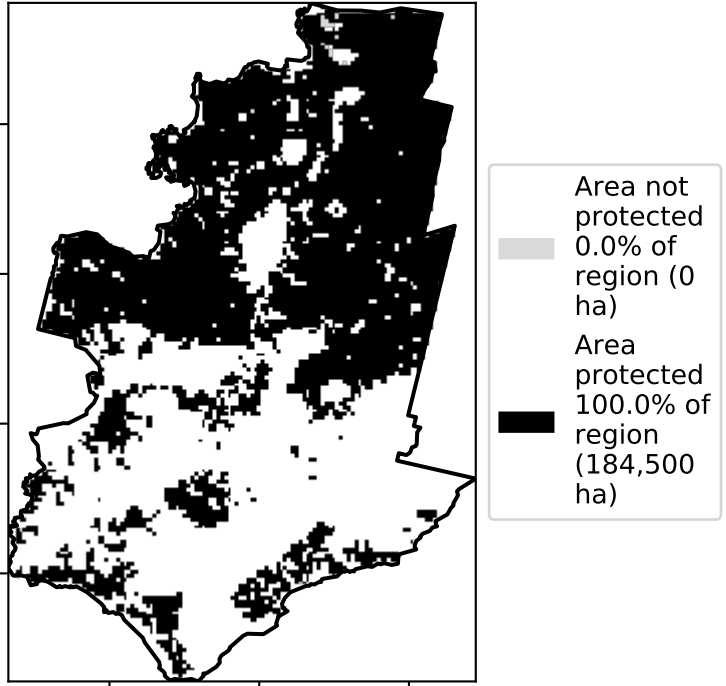 Area not
protected
0.0% of
region (0
ha)
Area
protected
100.0% of
region
(184,500
ha)